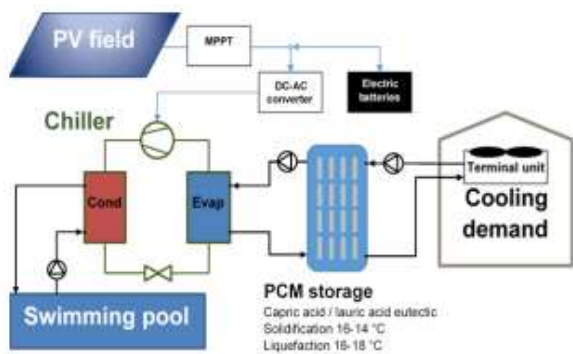 PV field
MPPT
DC-AC
converter
Electric
batteries
Chiller
Cond
Evap
Terminal unit
Cooling
demand
Swimming pool
PCM storage
Capric acid / lauric acid eutectic
Solidification 16-14 °C
Liquefaction 16-18 °C